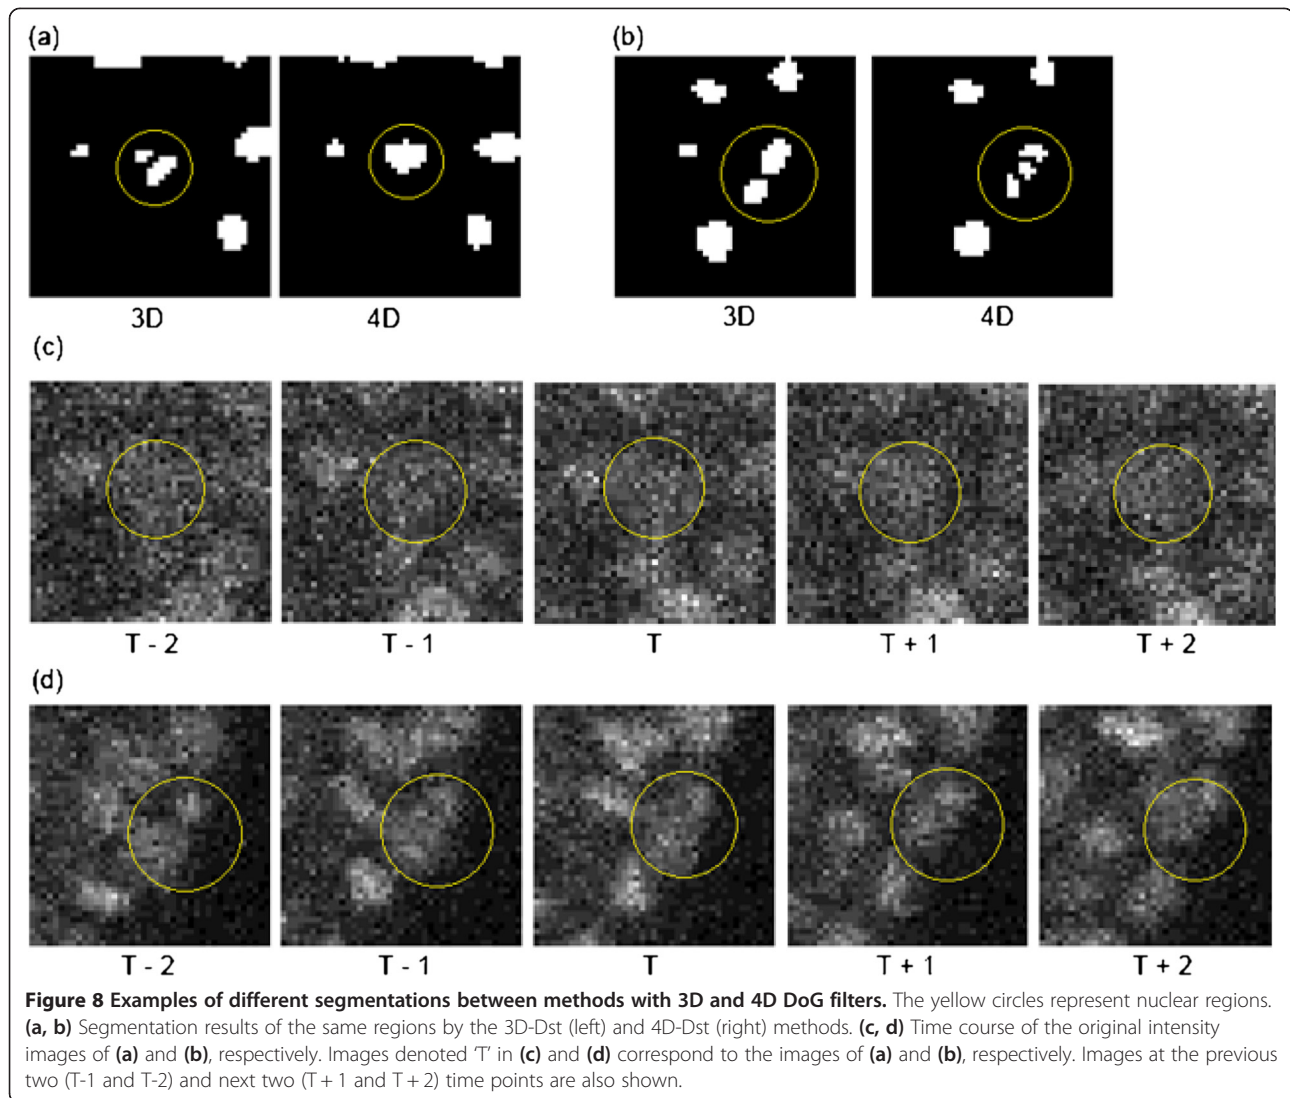 (a)
(b)
3D
4D
3D
4D
(c)
T - 2
T - 1
T
T + 1
T + 2
(d)
T - 2
T - 1
T
T + 1
T + 2
Figure 8 Examples of different segmentations between methods with 3D and 4D DoG filters. The yellow circles represent nuclear regions.
(a, b) Segmentation results of the same regions by the 3D-Dst (left) and 4D-Dst (right) methods. (c, d) Time course of the original intensity
images of (a) and (b), respectively. Images denoted ‘T’ in (c) and (d) correspond to the images of (a) and (b), respectively. Images at the previous
two (T-1 and T-2) and next two (T + 1 and T + 2) time points are also shown.